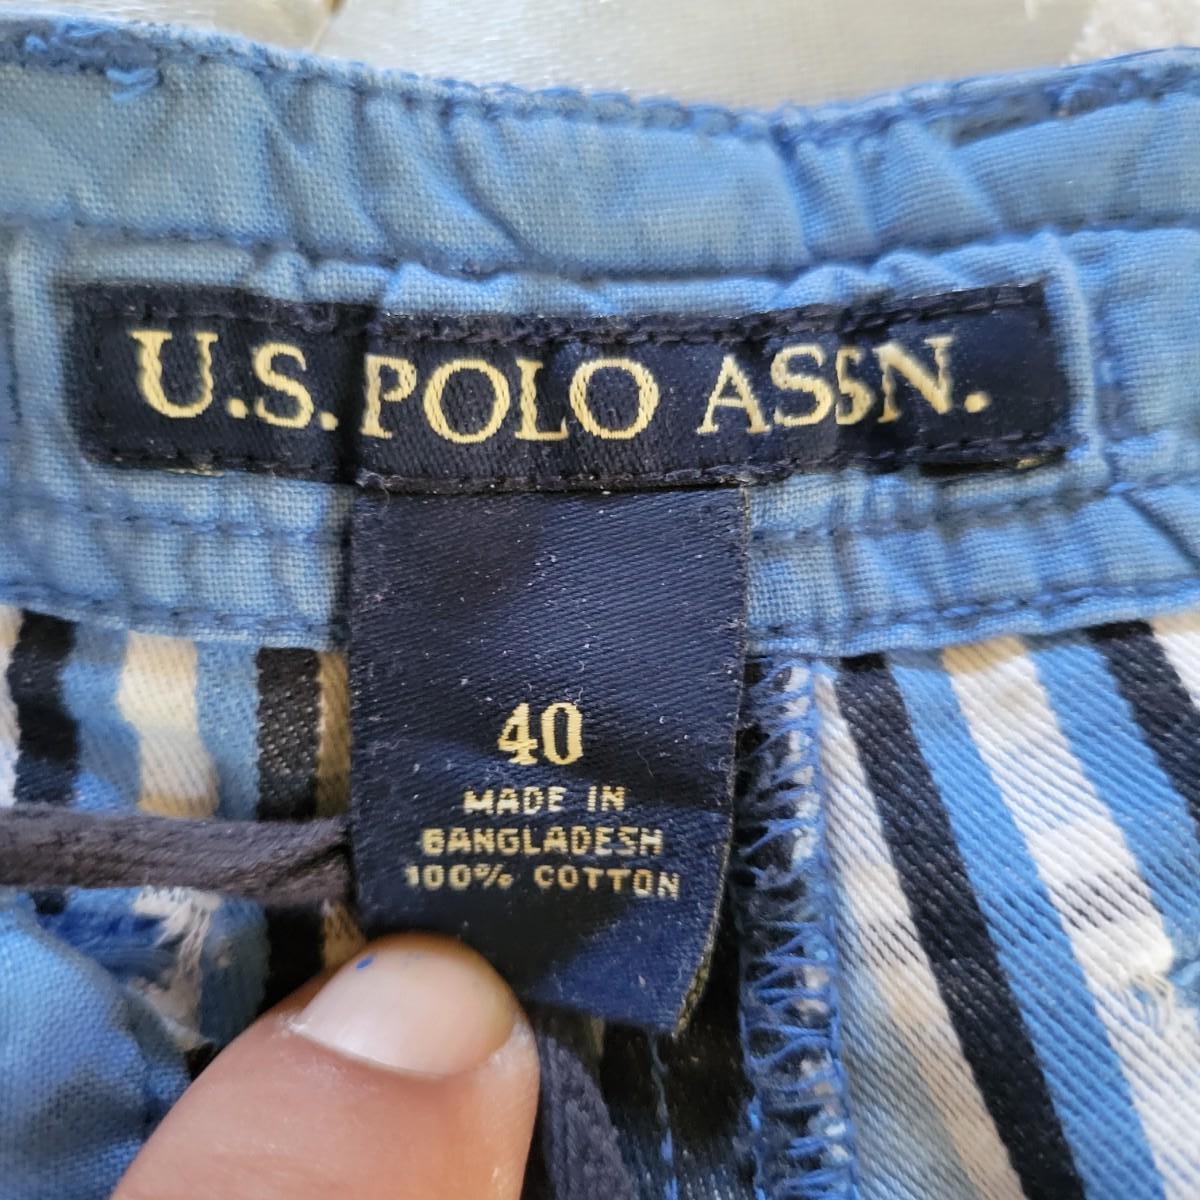 U.S. POLO ASSN.
40
MADE IN
BANGLADESH
100% COTTON